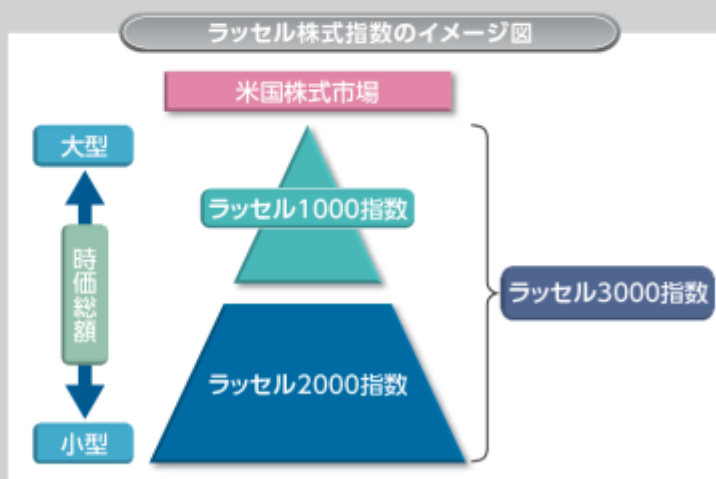 ラッセル株式指数のイメージ図
米国株式市場
大型
ラッセル1000指数
時価総額
ラッセル3000指数
ラッセル2000指数
小型